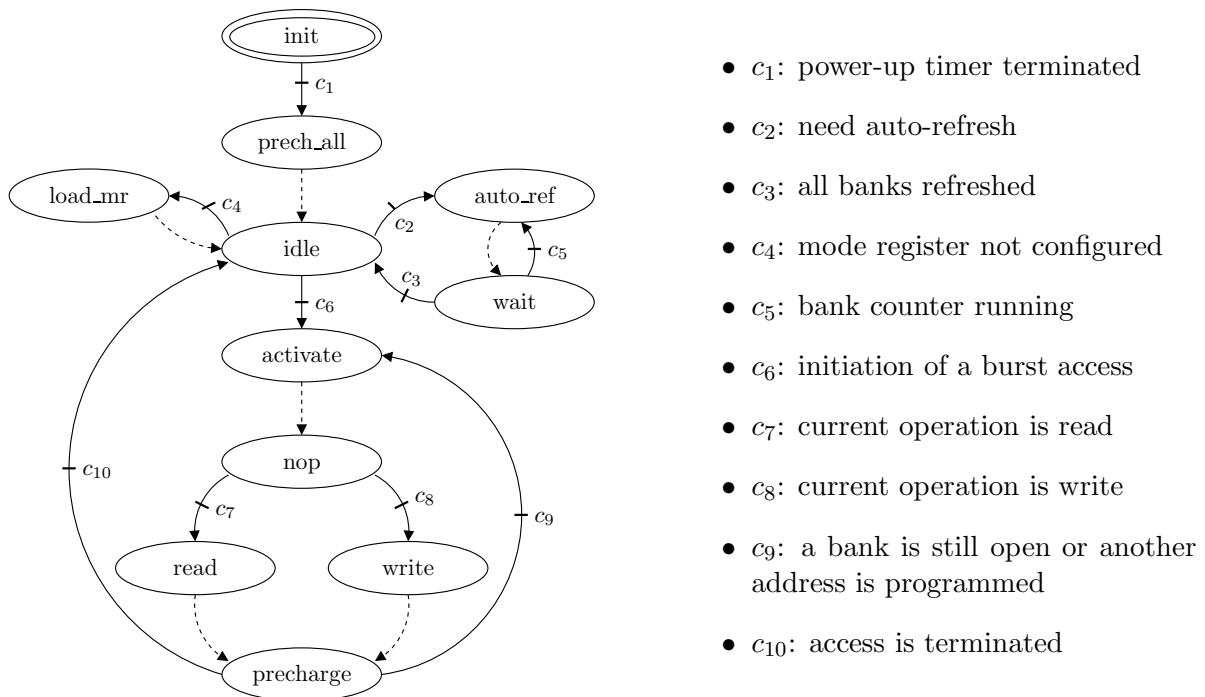 init
c1
prech_all
load_mr
auto_ref
c4
c2
idle
c5
c3
wait
c6
activate
nop
c10
c7
c8
c9
read
write
precharge
• c1: power-up timer terminated
• c2: need auto-refresh
• c3: all banks refreshed
• c4: mode register not configured
• c5: bank counter running
• c6: initiation of a burst access
• c7: current operation is read
• c8: current operation is write
• c9: a bank is still open or another
address is programmed
• c10: access is terminated